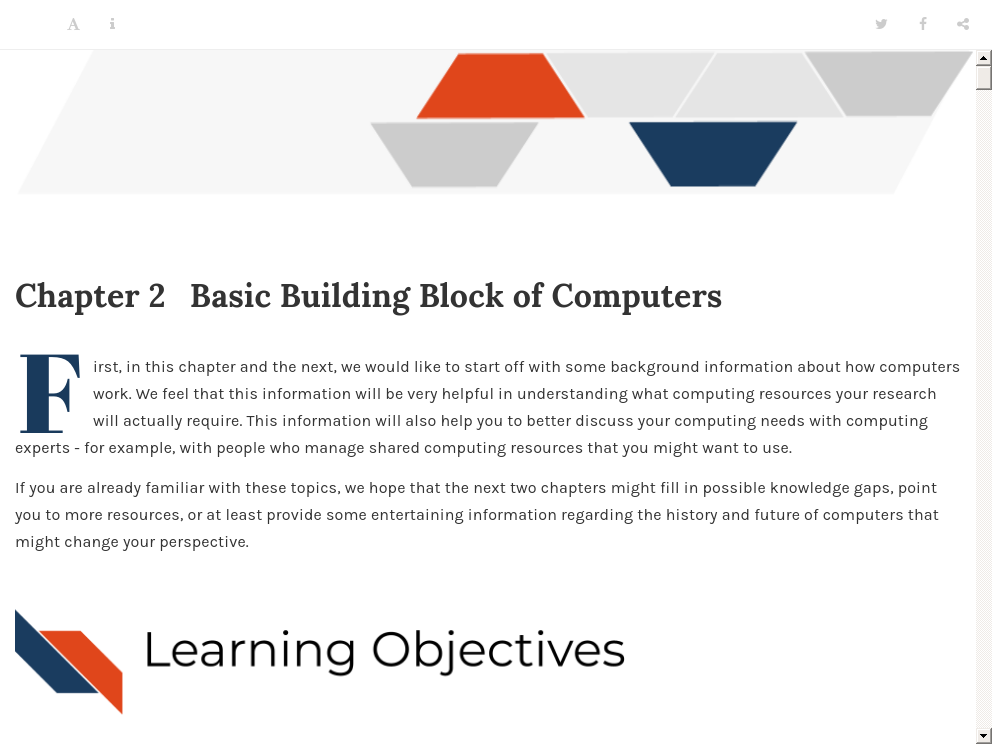 A i
Chapter 2 Basic Building Block of Computers
First, in this chapter and the next, we would like to start off with some background information about how computers
work. We feel that this information will be very helpful in understanding what computing resources your research
will actually require. This information will also help you to better discuss your computing needs with computing
experts - for example, with people who manage shared computing resources that you might want to use.
If you are already familiar with these topics, we hope that the next two chapters might fill in possible knowledge gaps, point
you to more resources, or at least provide some entertaining information regarding the history and future of computers that
might change your perspective.
Learning Objectives